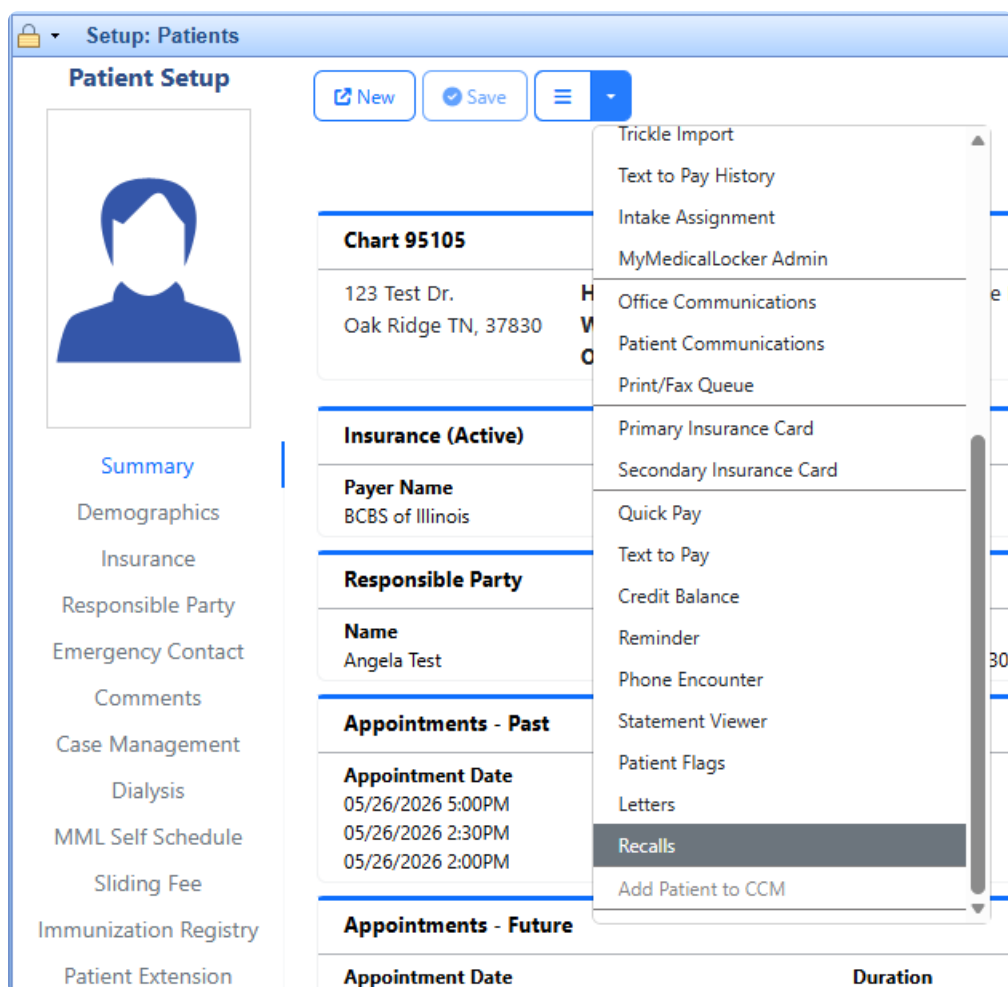 Setup: Patients
Patient Setup
New
Save
Trickle Import
Text to Pay History
Intake Assignment
MyMedicalLocker Admin
Office Communications
Patient Communications
Print/Fax Queue
Primary Insurance Card
Secondary Insurance Card
Quick Pay
Text to Pay
Credit Balance
Reminder
Phone Encounter
Statement Viewer
Patient Flags
Letters
Recalls
Add Patient to CCM
Summary
Demographics
Insurance
Responsible Party
Emergency Contact
Comments
Case Management
Dialysis
MML Self Schedule
Sliding Fee
Immunization Registry
Patient Extension
Chart 95105
123 Test Dr.
Oak Ridge TN, 37830
H
W
O
e
Insurance (Active)
Payer Name
BCBS of Illinois
Responsible Party
Name
Angela Test
30
Appointments - Past
Appointment Date
05/26/2026 5:00PM
05/26/2026 2:30PM
05/26/2026 2:00PM
Appointments - Future
Appointment Date Duration